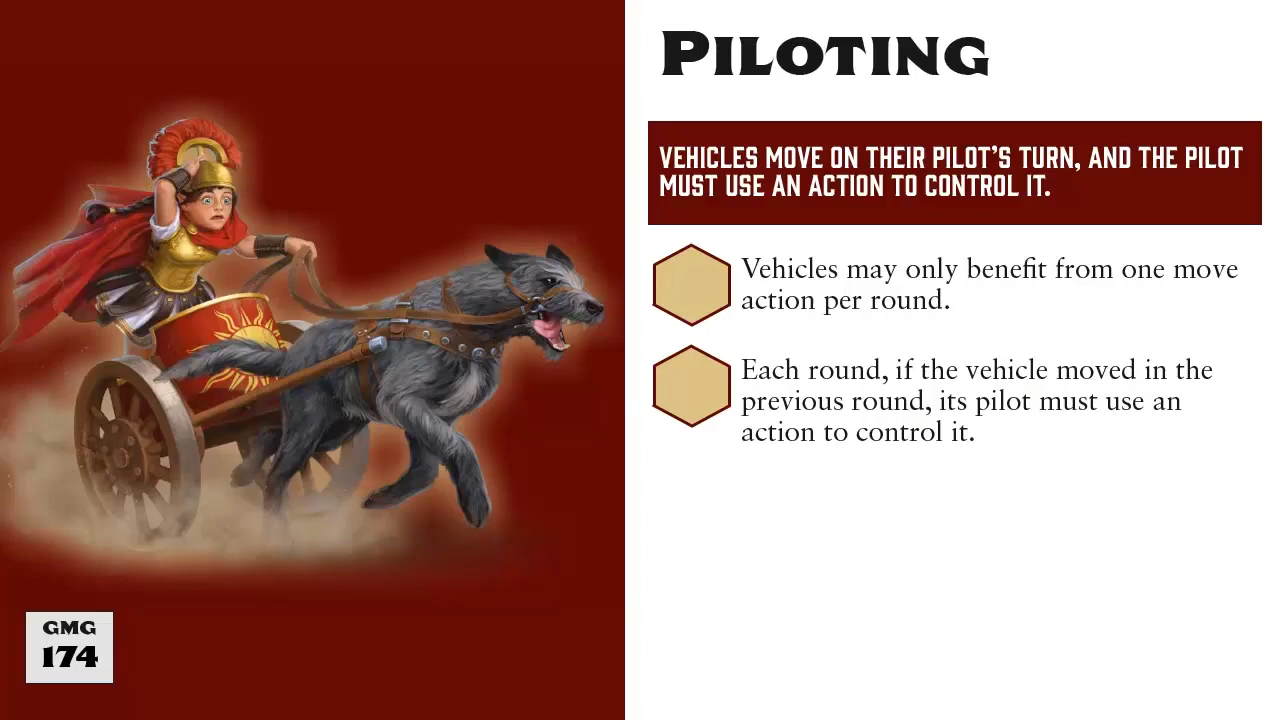 PILOTING
VEHICLES MOVE ON THEIR PILOT'S TURN, AND THE PILOT
MUST USE AN ACTION TO CONTROL IT.
Vehicles may only benefit from one move
action per round.
Each round, if the vehicle moved in the
previous round, its pilot must use an
action to control it.
GMG
174